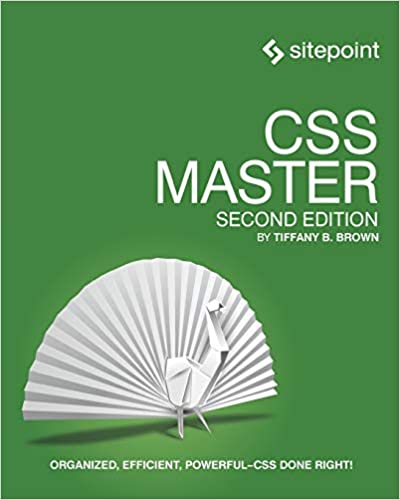 sitepoint
CSS
MASTER
SECOND EDITION
BY TIFFANY B. BROWN
ORGANIZED, EFFICIENT, POWERFUL–CSS DONE RIGHT!